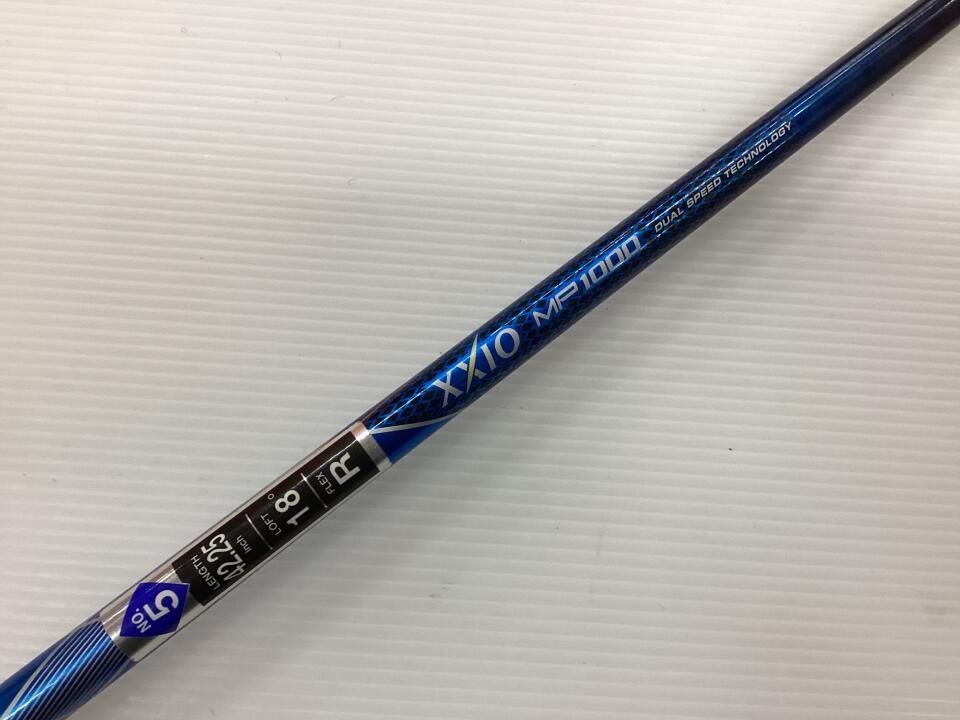 XXIO MP1000 DUAL SPEED TECHNOLOGY
R
FLEX
18°
LOFT
42.25
inch
LENGTH
NO.5